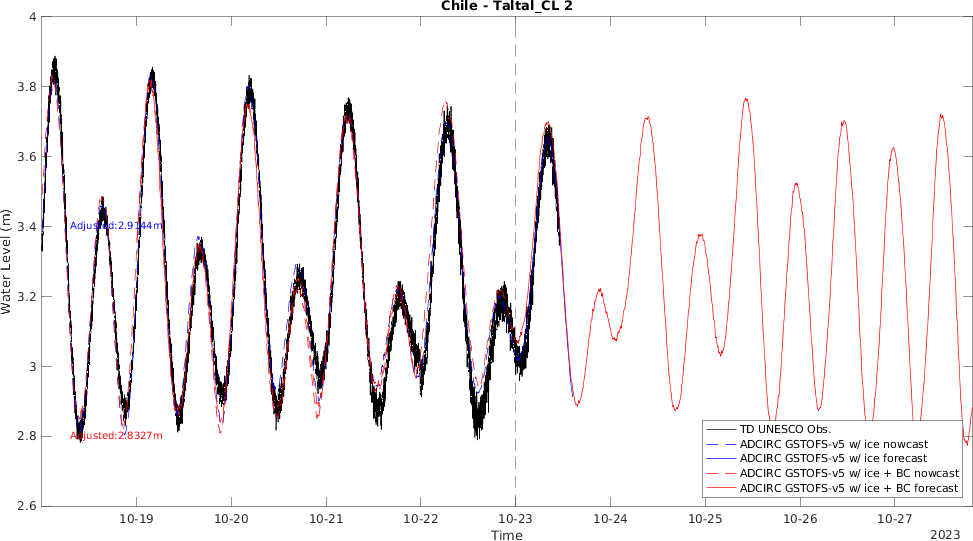 Chile - Taltal_CL 2
Water Level (m)
4
3.8
3.6
3.4
3.2
3
2.8
2.6
Adjusted:2.9144m
Adjusted:2.8327m
TD UNESCO Obs.
ADCIRC GSTOFS-v5 w/ ice nowcast
ADCIRC GSTOFS-v5 w/ ice forecast
ADCIRC GSTOFS-v5 w/ ice + BC nowcast
ADCIRC GSTOFS-v5 w/ ice + BC forecast
10-19 10-20 10-21 10-22 10-23 10-24 10-25 10-26 10-27
Time
2023